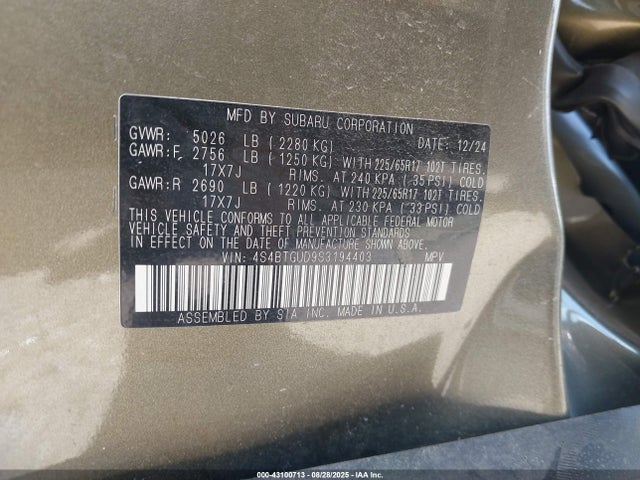 MFD BY SUBARU CORPORATION
GVWR: 5026 LB ( 2280 KG) DATE: 12/24
GAWR:F 2756 LB ( 1250 KG) WITH 225/65R17 102T TIRES.
17X7J RIMS. AT 240 KPA ( 35 PSI) COLD
GAWR:R 2690 LB ( 1220 KG) WITH 225/65R17 102T TIRES.
17X7J RIMS. AT 230 KPA ( 33 PSI) COLD
THIS VEHICLE CONFORMS TO ALL APPLICABLE FEDERAL MOTOR
VEHICLE SAFETY AND THEFT PREVENTION STANDARDS
IN EFFECT ON THE DATE OF MANUFACTURE SHOWN ABOVE.
VIN: 4S4BTGUD9S3194403 MPV
ASSEMBLED BY SIA INC. MADE IN U.S.A.
000-43100713 - 08/28/2025 - IAA Inc.